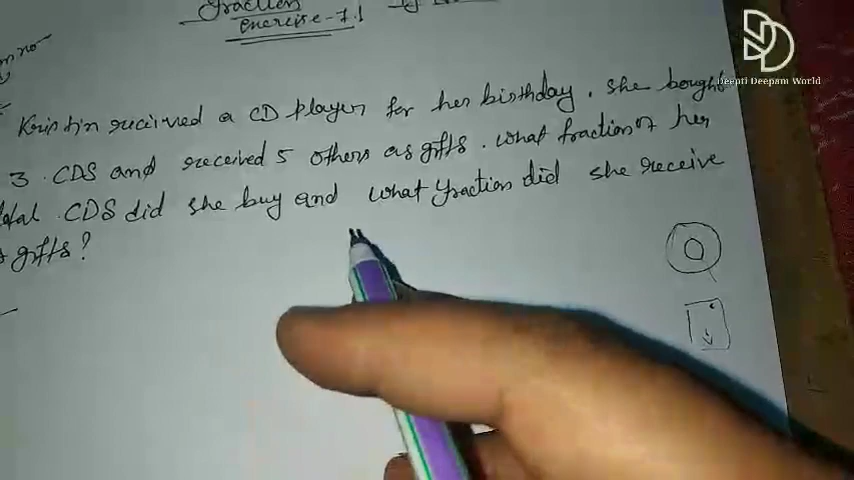 Fraction
Exercise-7.1
Deepti Deepam World
Kristin received a CD player for her birthday. she bought
3 CDS and received 5 others as gifts. what fraction of her
total CDS did she buy and what fraction did she receive
gifts?